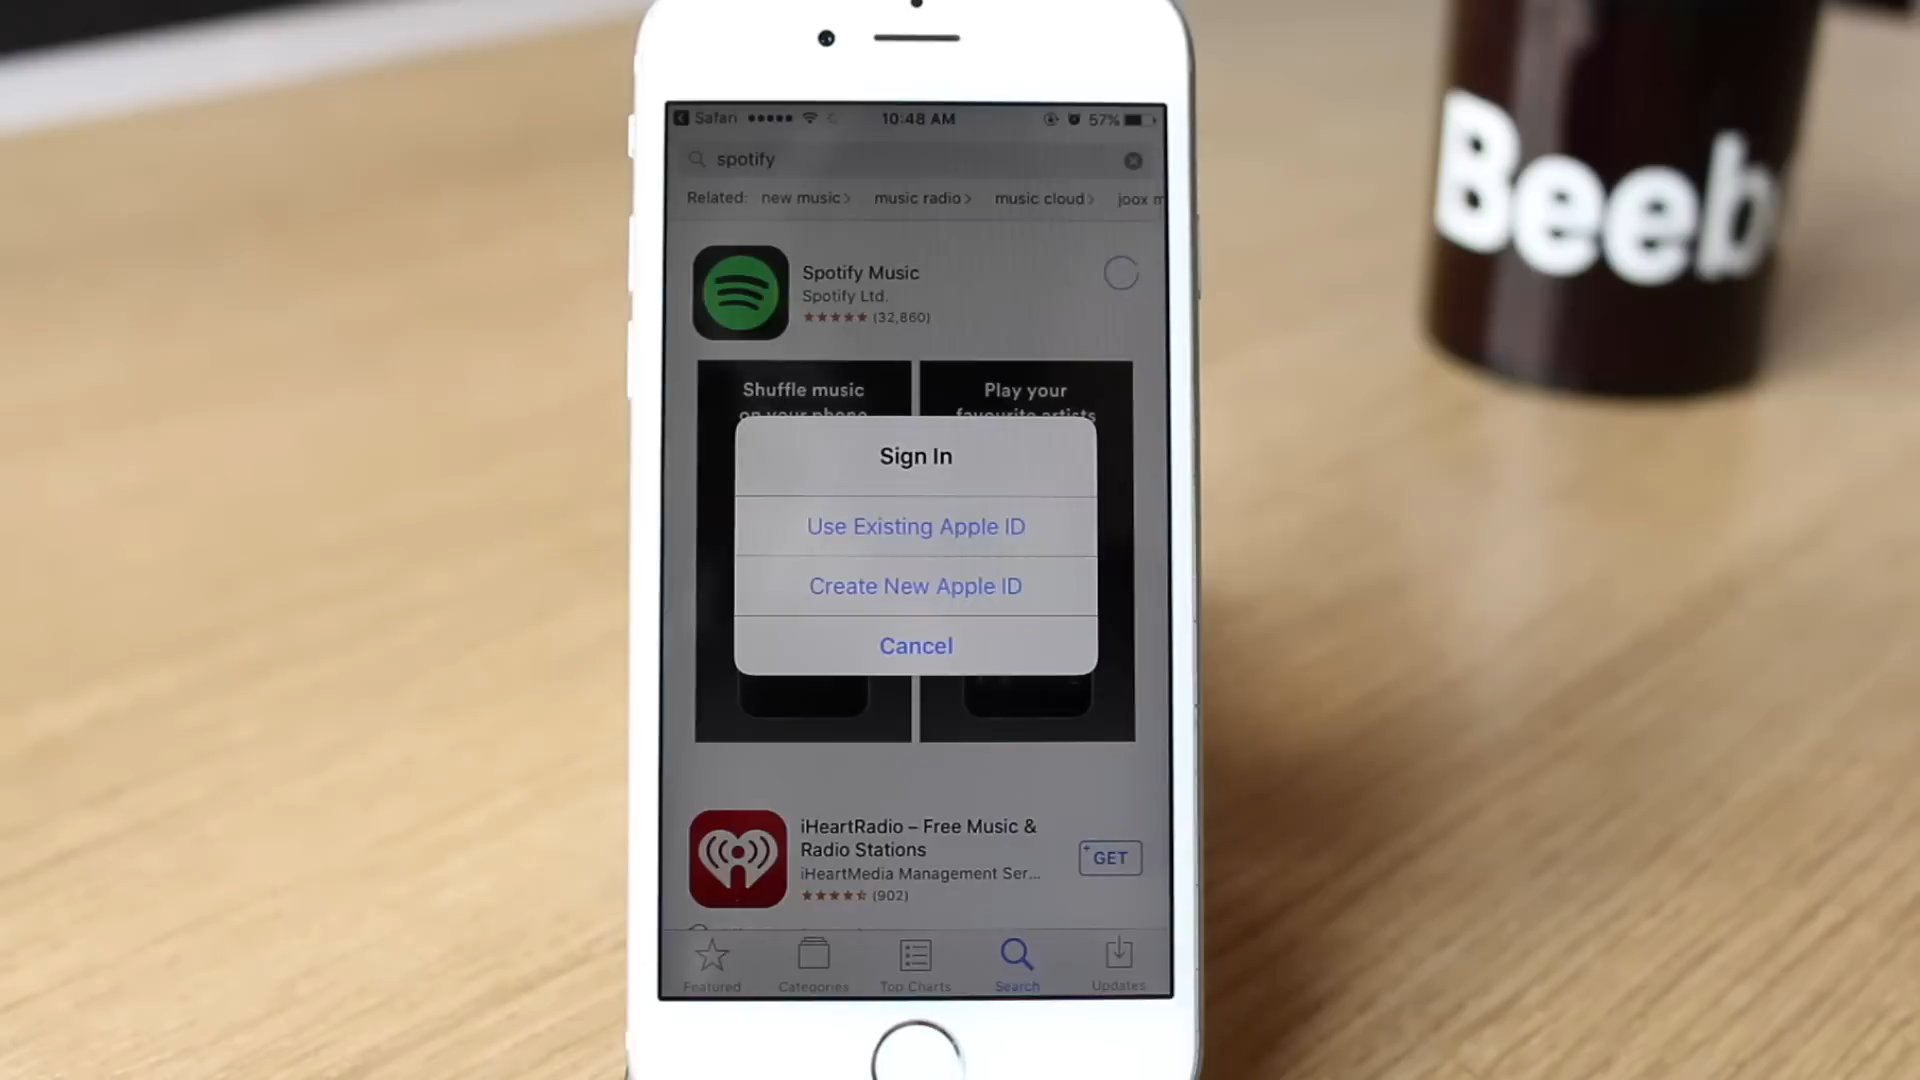 Safari 10:48 AM 57%
spotify
Related: new music music radio music cloud joox m
Spotify Music
Spotify Ltd.
(32,860)
Shuffle music
on your phone
Play your
favourite artists
Sign In
Use Existing Apple ID
Create New Apple ID
Cancel
iHeartRadio – Free Music &
Radio Stations
iHeartMedia Management Ser...
(902)
+GET
Featured Categories Top Charts Search Updates
Beeb